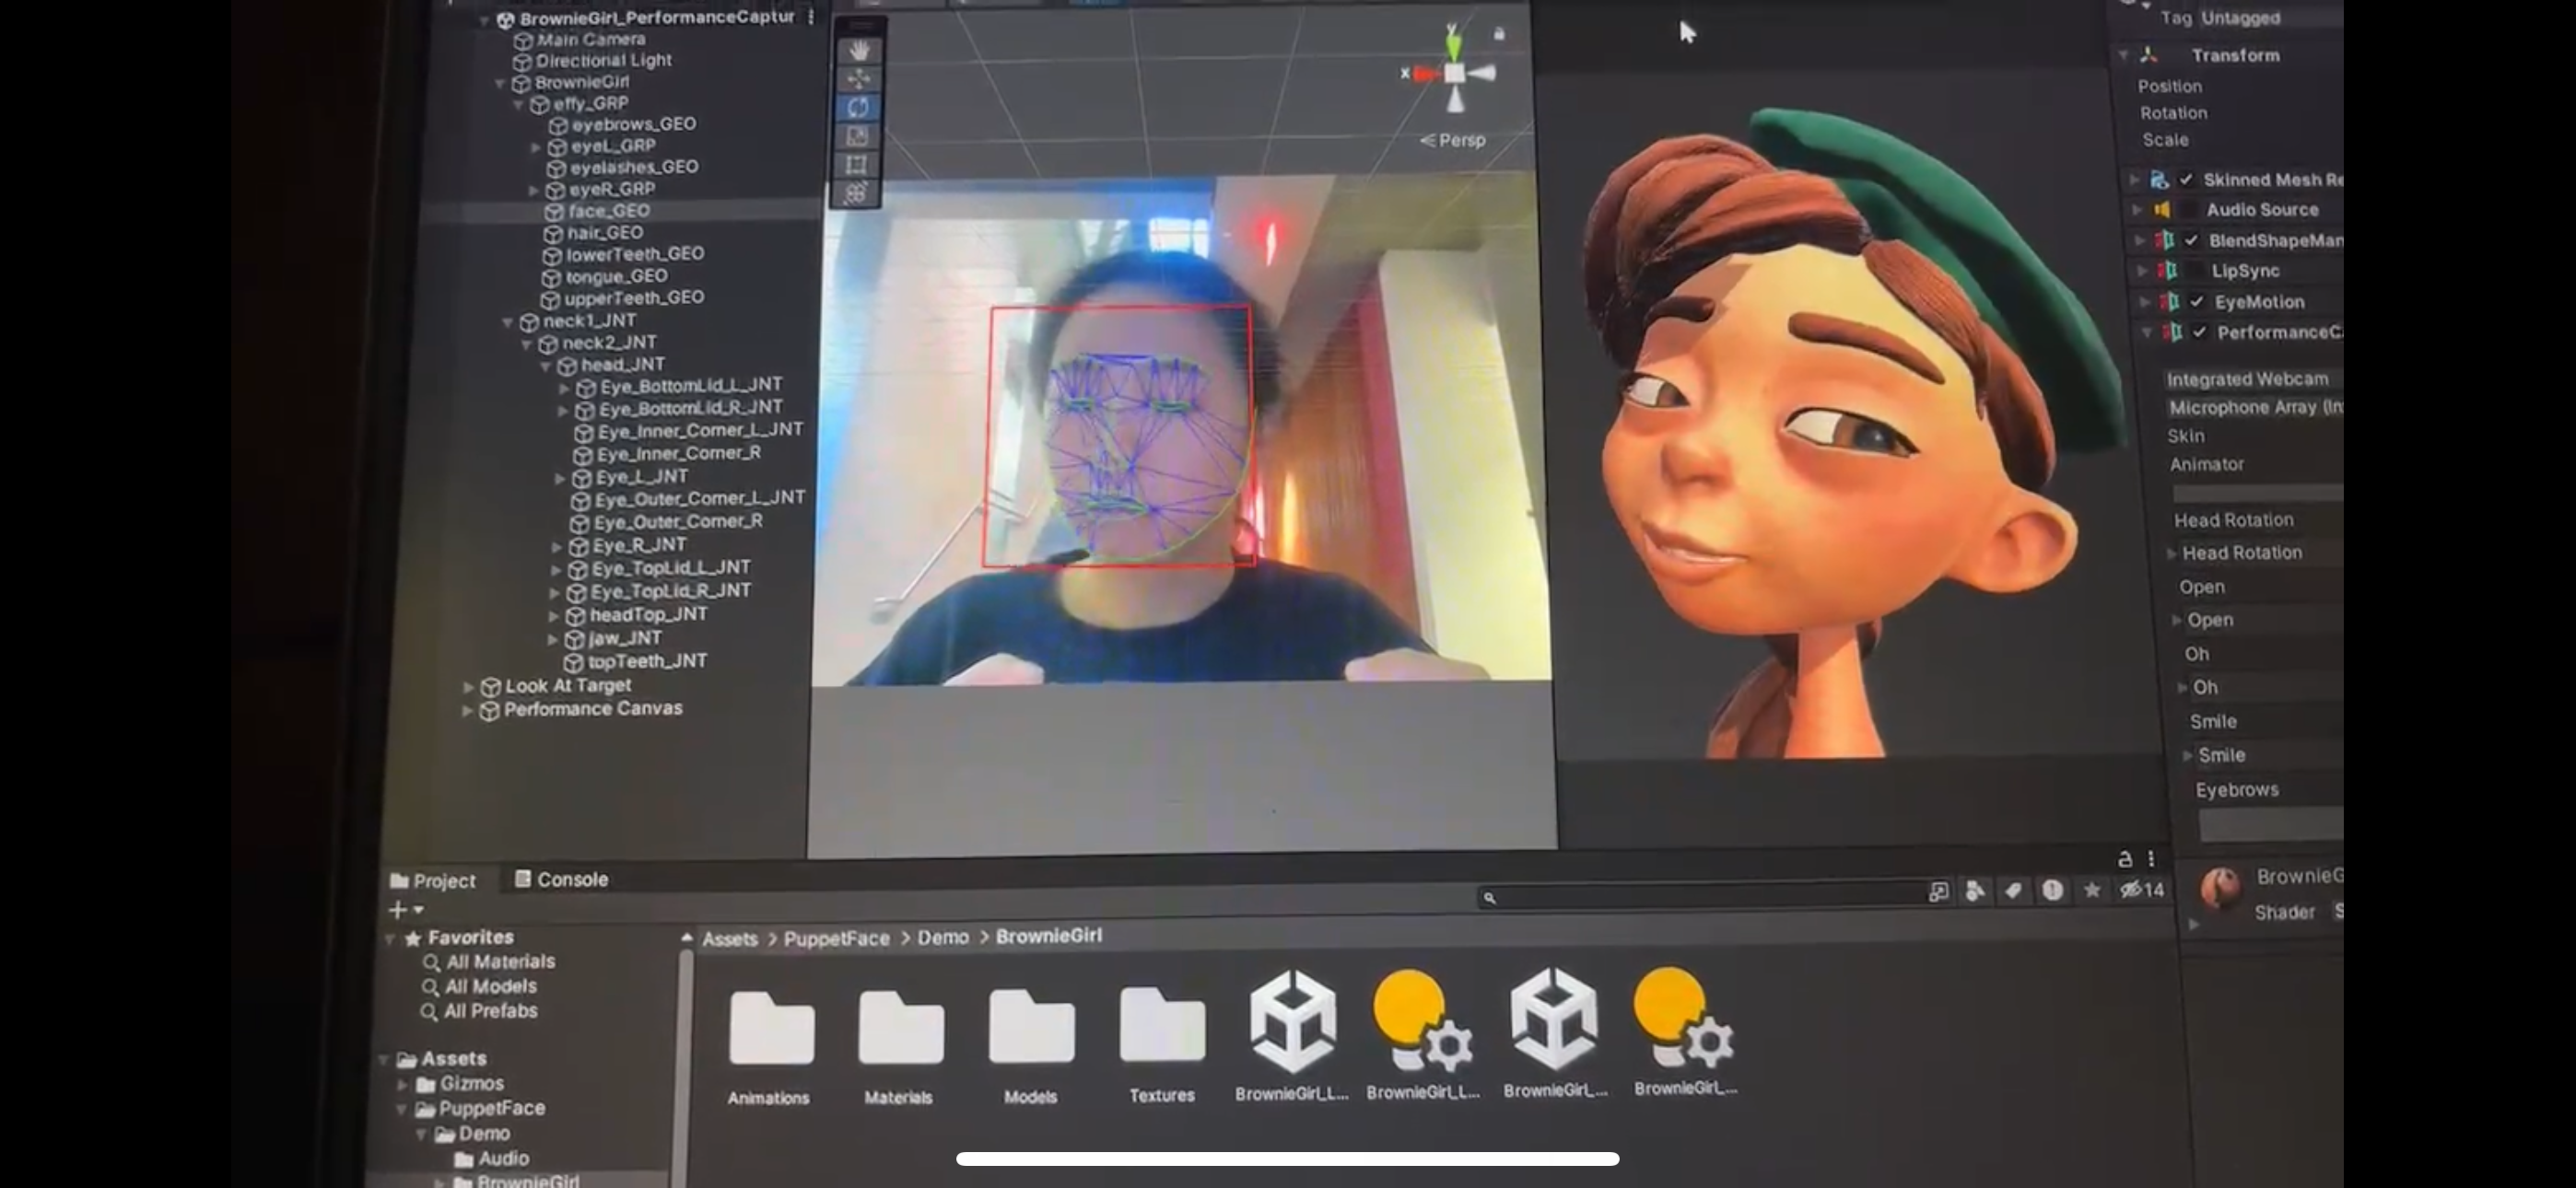 BrownieGirl_PerformanceCaptur
Main Camera
Directional Light
BrownieGirl
effy_GRP
eyebrows_GEO
eyeL_GRP
eyelashes_GEO
eyeR_GRP
face_GEO
hair_GEO
lowerTeeth_GEO
tongue_GEO
upperTeeth_GEO
neck1_JNT
neck2_JNT
head_JNT
Eye_BottomLid_L_JNT
Eye_BottomLid_R_JNT
Eye_Inner_Corner_L_JNT
Eye_Inner_Corner_R
Eye_L_JNT
Eye_Outer_Corner_L_JNT
Eye_Outer_Corner_R
Eye_R_JNT
Eye_TopLid_L_JNT
Eye_TopLid_R_JNT
headTop_JNT
jaw_JNT
topTeeth_JNT
Look At Target
Performance Canvas
y
x
Persp
Tag Untagged
Transform
Position
Rotation
Scale
Skinned Mesh Re
Audio Source
BlendShapeMan
LipSync
EyeMotion
PerformanceC
Integrated Webcam
Microphone Array (In
Skin
Animator
Head Rotation
Head Rotation
Open
Open
Oh
Oh
Smile
Smile
Eyebrows
BrownieG
Shader S
Project
Console
14
Favorites
All Materials
All Models
All Prefabs
Assets
Gizmos
PuppetFace
Demo
Audio
BrownieGirl
Assets > PuppetFace > Demo > BrownieGirl
Animations
Materials
Models
Textures
BrownieGirl_L...
BrownieGirl_L...
BrownieGirl_...
BrownieGirl_...